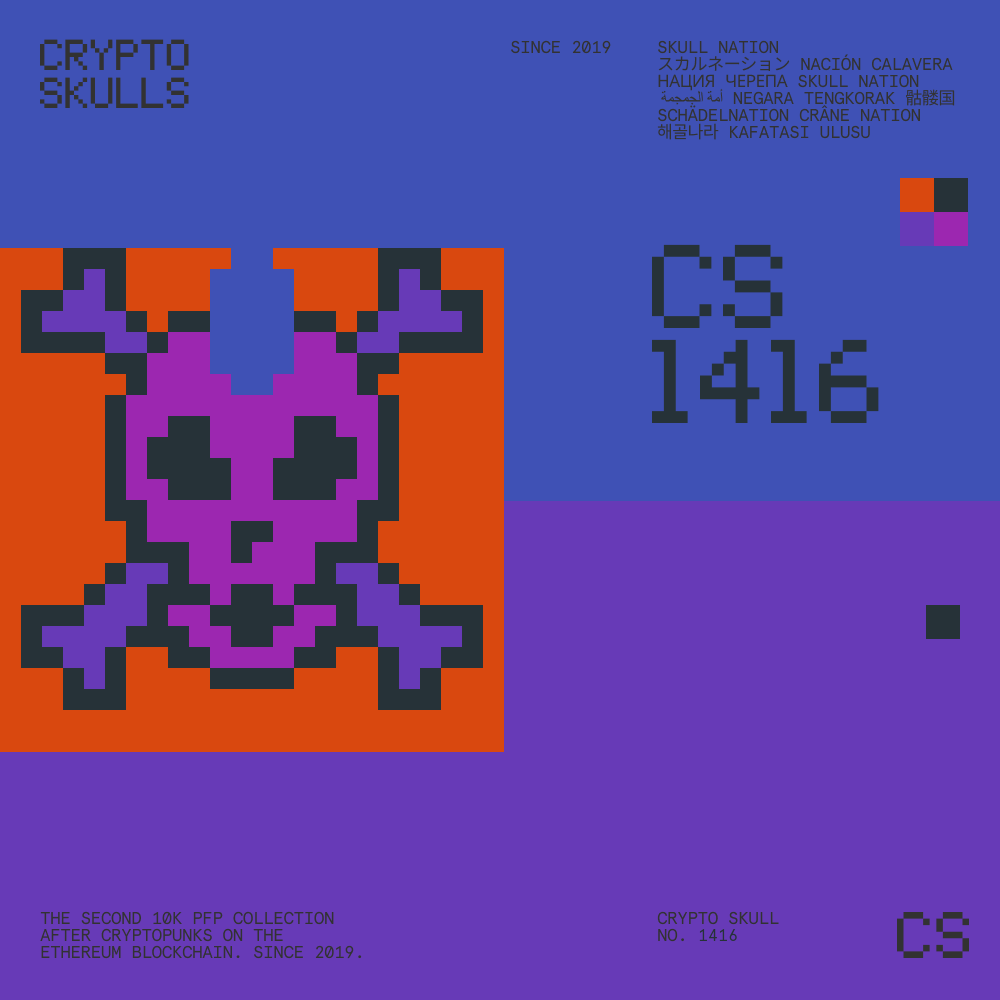 CRYPTO
SKULLS
SINCE 2019
SKULL NATION
スカルネーション NACIÓN CALAVERA
НАЦИЯ ЧЕРЕПА SKULL NATION
أمة الجمجمة NEGARA TENGKORAK 骷髅国
SCHÄDELNATION CRÂNE NATION
해골나라 KAFATASI ULUSU
CS
1416
THE SECOND 10K PFP COLLECTION
AFTER CRYPTOPUNKS ON THE
ETHEREUM BLOCKCHAIN. SINCE 2019.
CRYPTO SKULL
NO. 1416
CS